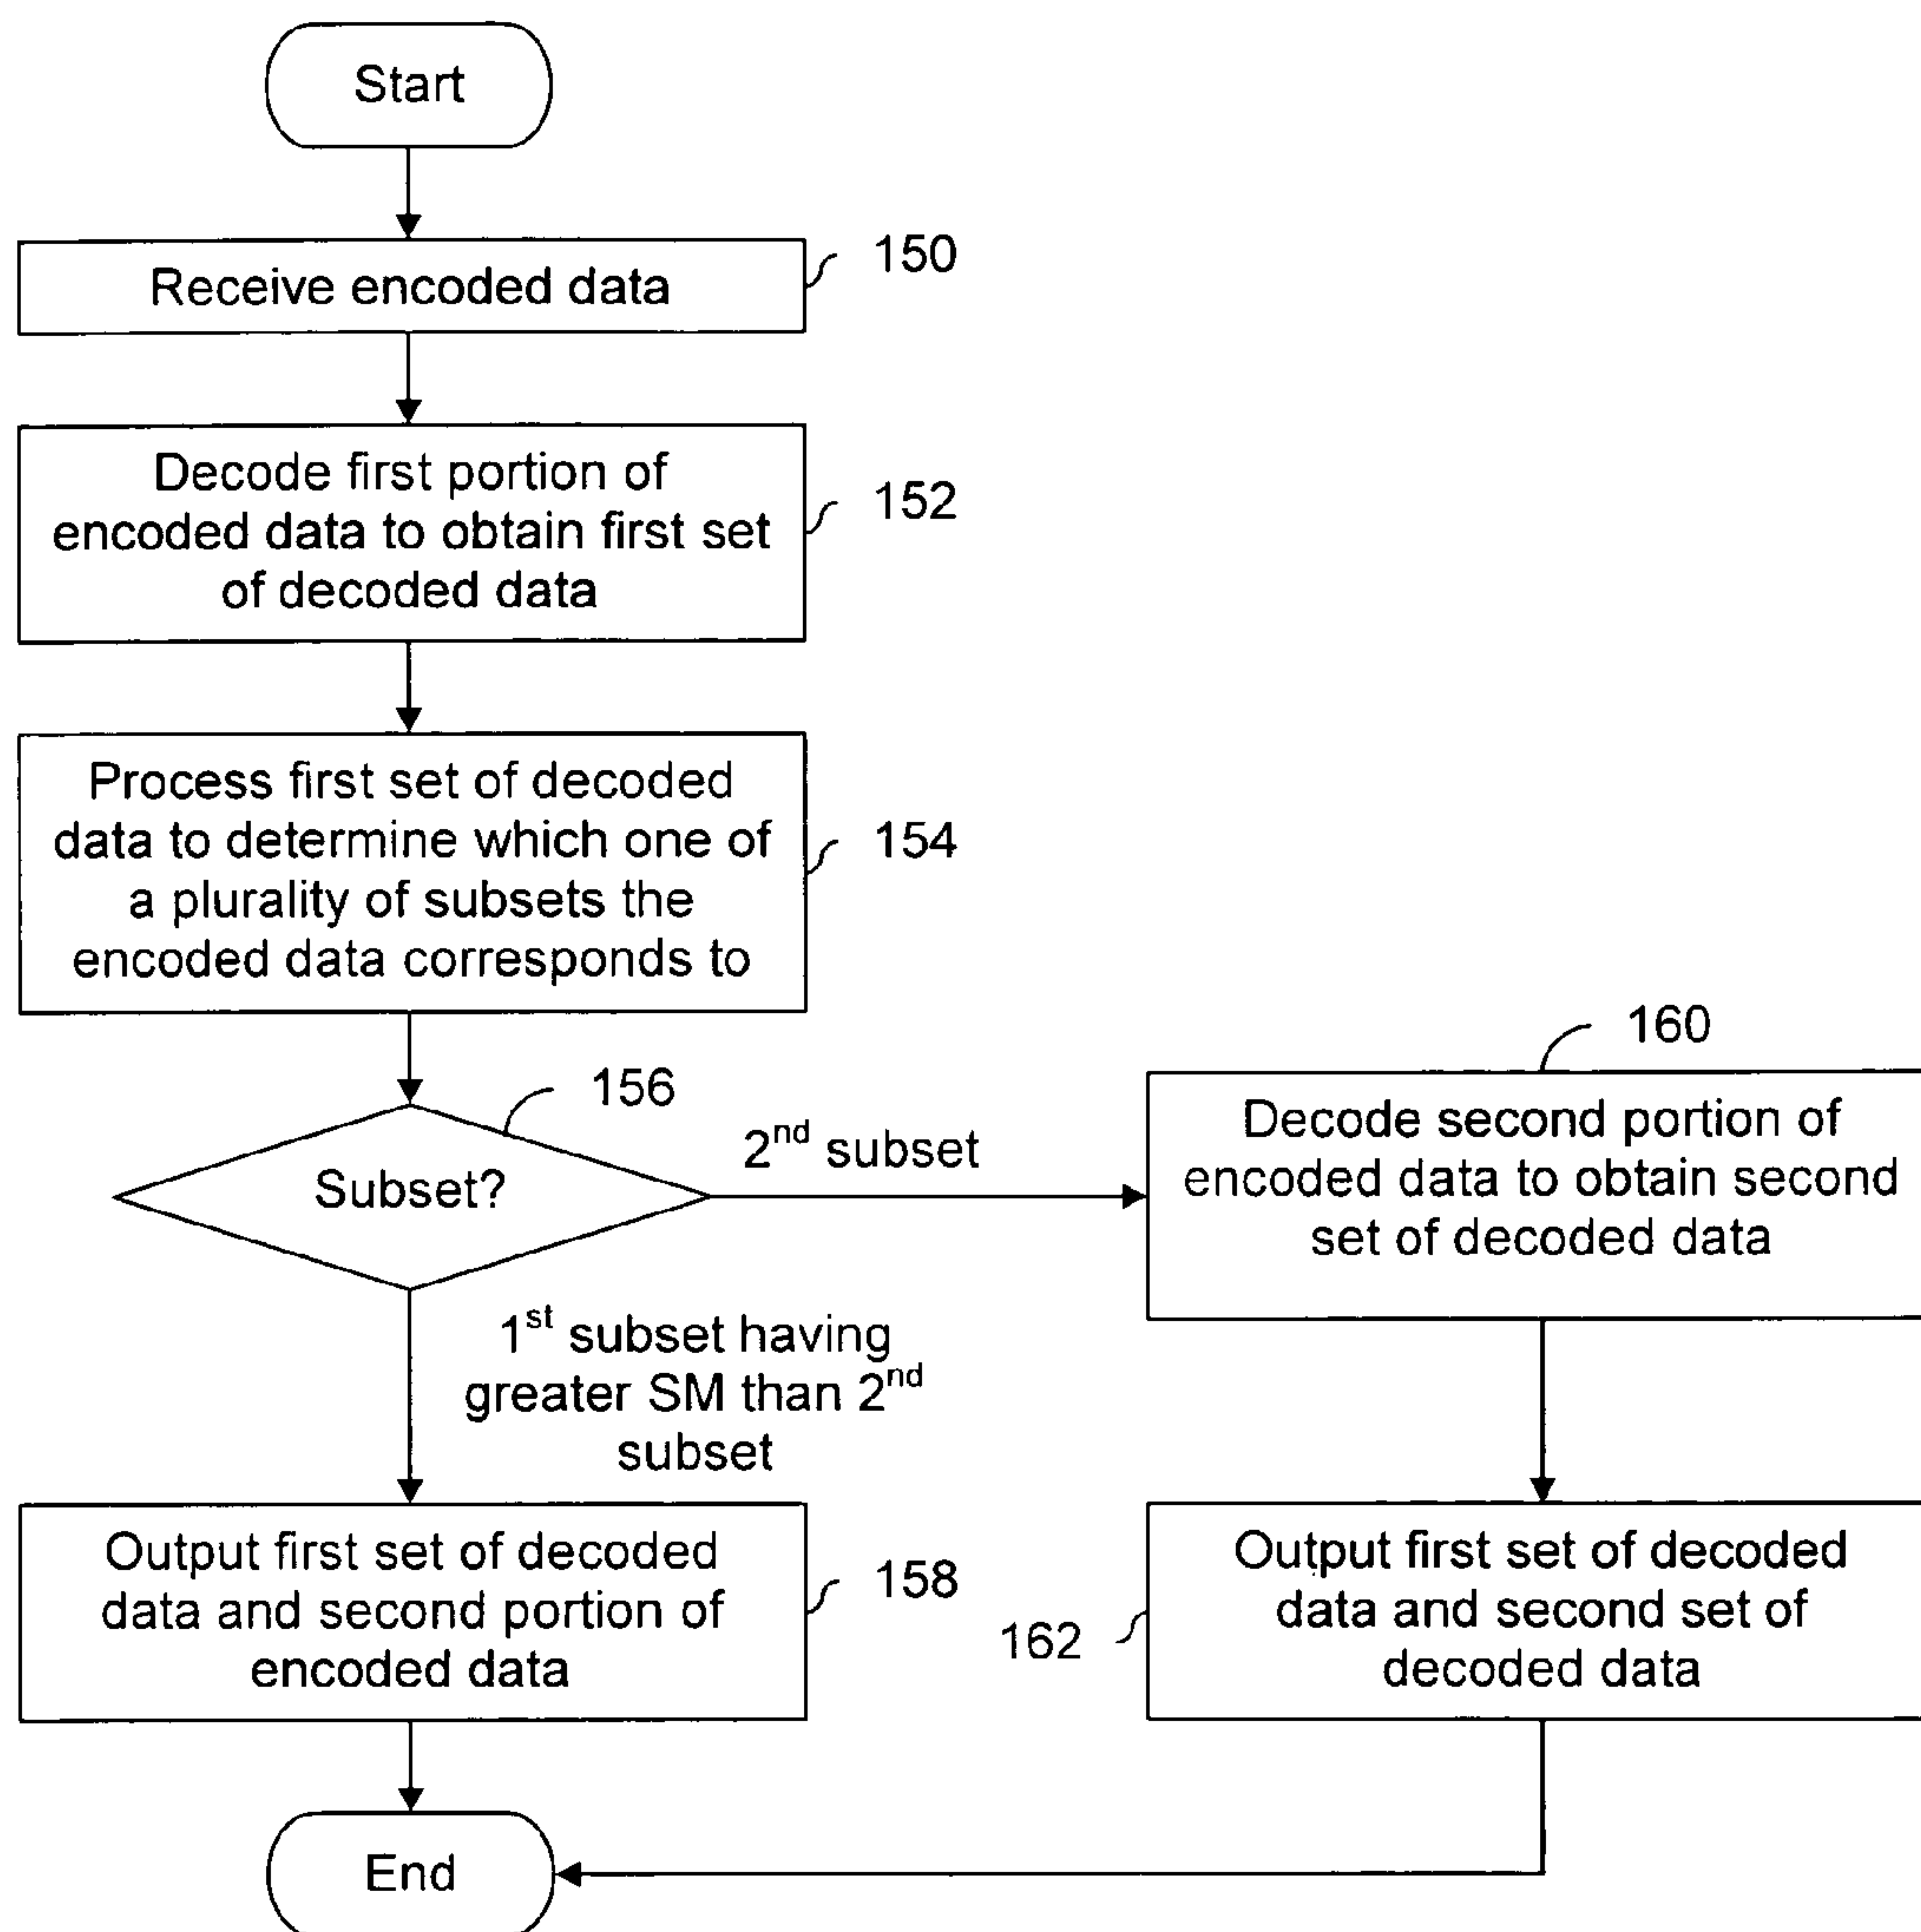 Start
Receive encoded data
150
Decode first portion of
encoded data to obtain first set
of decoded data
152
Process first set of decoded
data to determine which one of
a plurality of subsets the
encoded data corresponds to
154
Subset?
156
2nd subset
1st subset having
greater SM than 2nd
subset
160
Decode second portion of
encoded data to obtain second
set of decoded data
Output first set of decoded
data and second portion of
encoded data
158
162
Output first set of decoded
data and second set of
decoded data
End